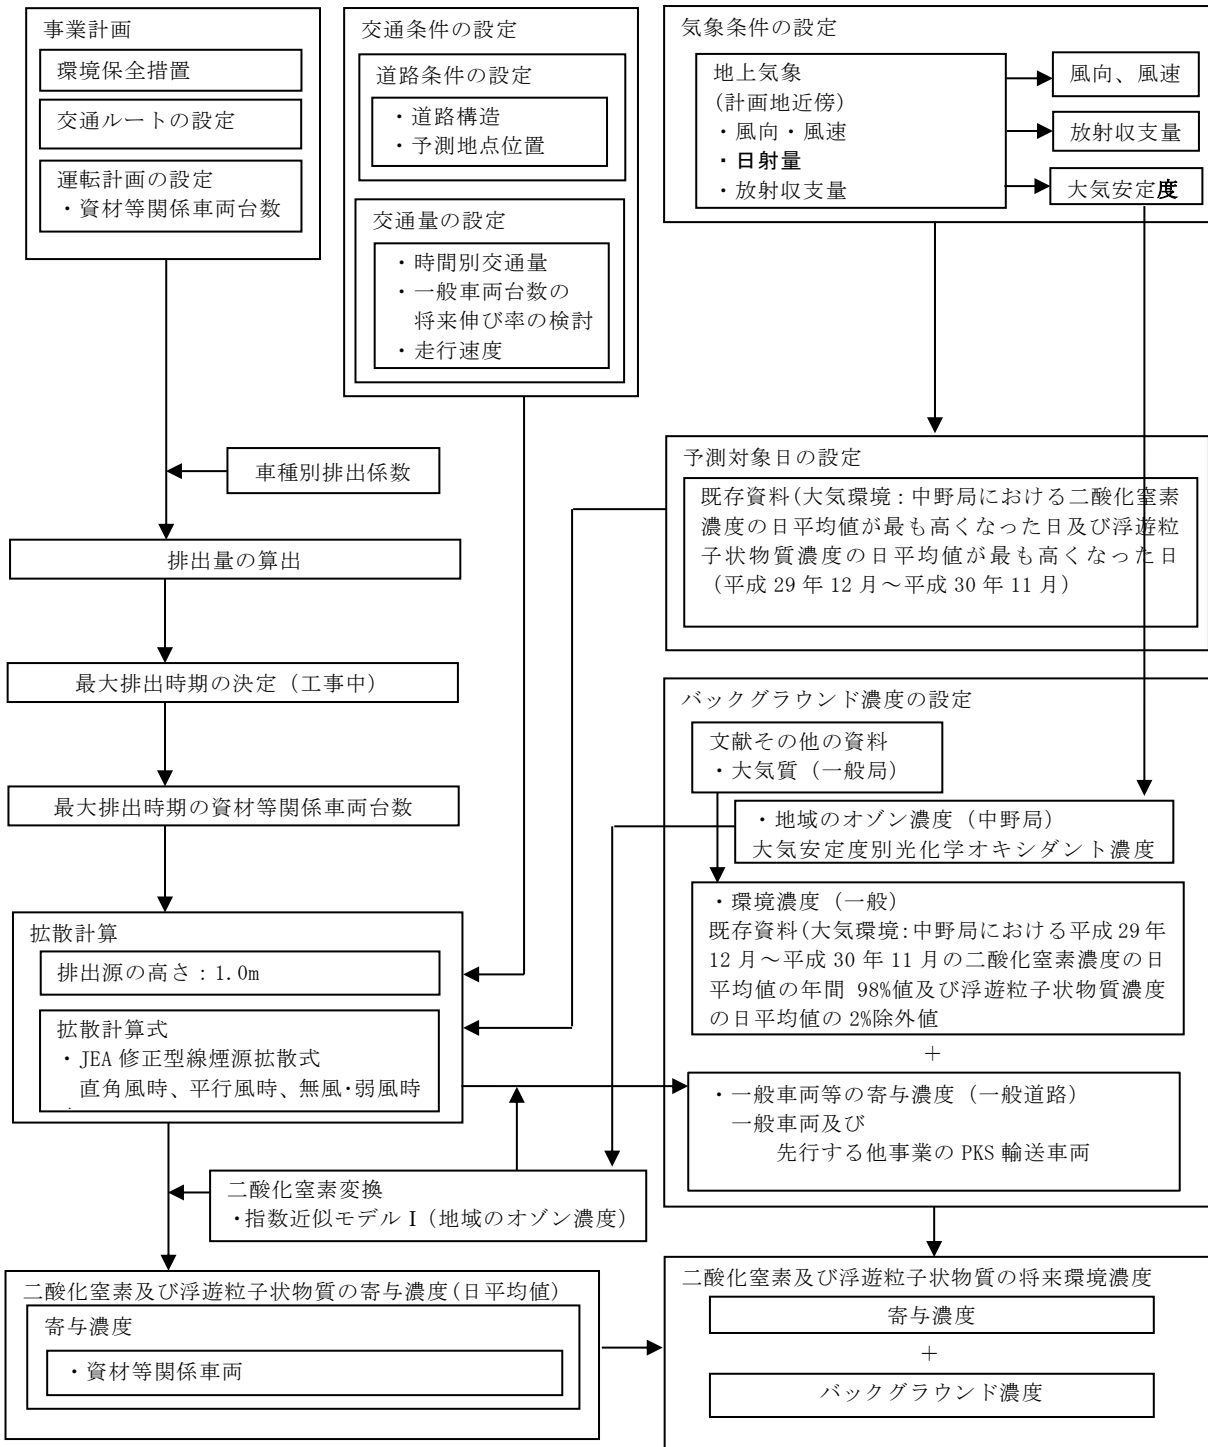 事業計画
環境保全措置
交通ルートの設定
運転計画の設定
・資材等関係車両台数
交通条件の設定
道路条件の設定
・道路構造
・予測地点位置
交通量の設定
・時間別交通量
・一般車両台数の
将来伸び率の検討
・走行速度
気象条件の設定
地上気象
(計画地近傍)
・風向・風速
・日射量
・放射収支量
風向、風速
放射収支量
大気安定度
車種別排出係数
排出量の算出
最大排出時期の決定（工事中）
最大排出時期の資材等関係車両台数
予測対象日の設定
既存資料(大気環境：中野局における二酸化窒素
濃度の日平均値が最も高くなった日及び浮遊粒
子状物質濃度の日平均値が最も高くなった日
（平成 29 年 12 月～平成 30 年 11 月）
バックグラウンド濃度の設定
文献その他の資料
・大気質（一般局）
・地域のオゾン濃度（中野局）
大気安定度別光化学オキシダント濃度
・環境濃度（一般）
既存資料(大気環境：中野局における平成 29 年
12 月～平成 30 年 11 月の二酸化窒素濃度の日
平均値の年間 98%値及び浮遊粒子状物質濃度
の日平均値の 2%除外値
＋
・一般車両等の寄与濃度（一般道路）
一般車両及び
先行する他事業の PKS 輸送車両
拡散計算
排出源の高さ：1.0m
拡散計算式
・JEA 修正型線煙源拡散式
直角風時、平行風時、無風・弱風時
二酸化窒素変換
・指数近似モデルⅠ（地域のオゾン濃度）
二酸化窒素及び浮遊粒子状物質の寄与濃度(日平均値)
寄与濃度
・資材等関係車両
二酸化窒素及び浮遊粒子状物質の将来環境濃度
寄与濃度
＋
バックグラウンド濃度